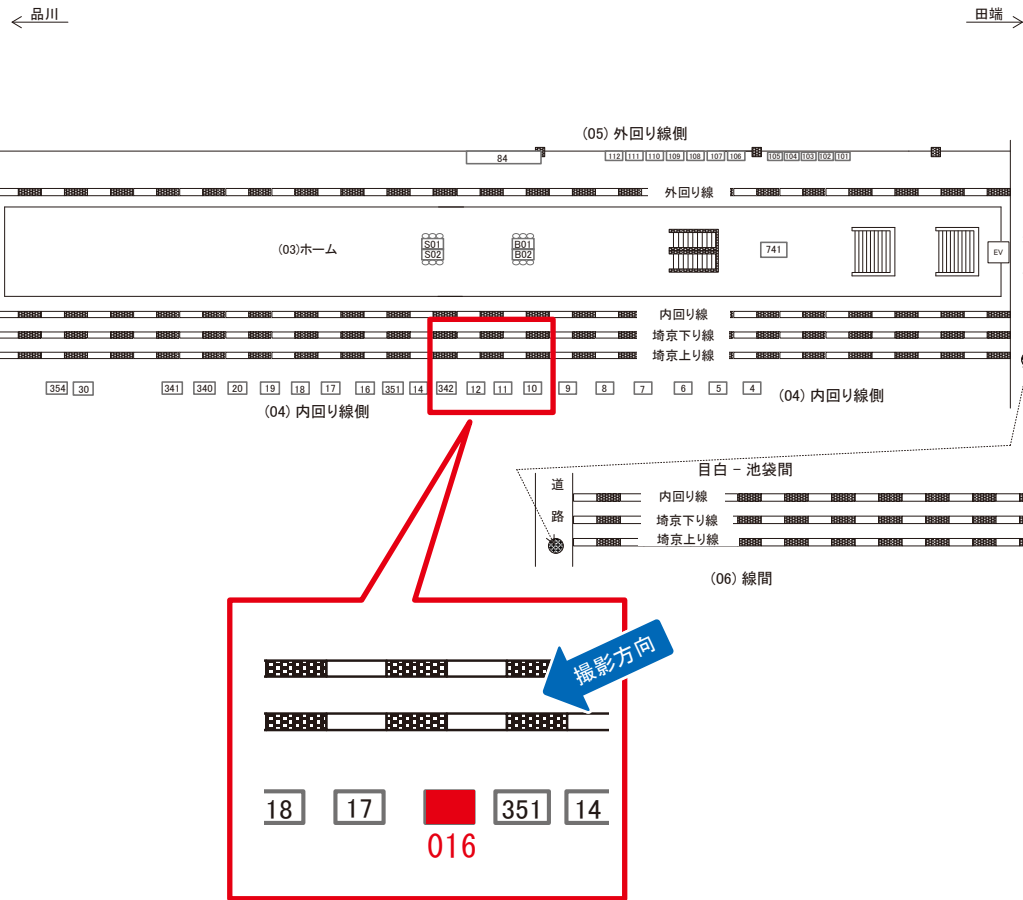 品川
田端
(05) 外回り線側
84
112 111 110 109 108 107 106 105 104 103 102 101
外回り線
(03)ホーム
S01
S02
B01
B02
741
EV
内回り線
埼京下り線
埼京上り線
354 30 341 340 20 19 18 17 16 351 14 342 12 11 10 9 8 7 6 5 4
(04) 内回り線側
(04) 内回り線側
目白 − 池袋間
道路
内回り線
埼京下り線
埼京上り線
(06) 線間
撮影方向
18 17 351 14
016